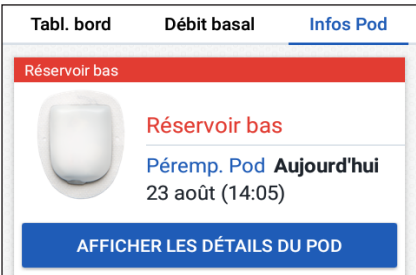 Tabl. bord Débit basal Infos Pod
Réservoir bas
Réservoir bas
Péremp. Pod Aujourd'hui
23 août (14:05)
AFFICHER LES DÉTAILS DU POD